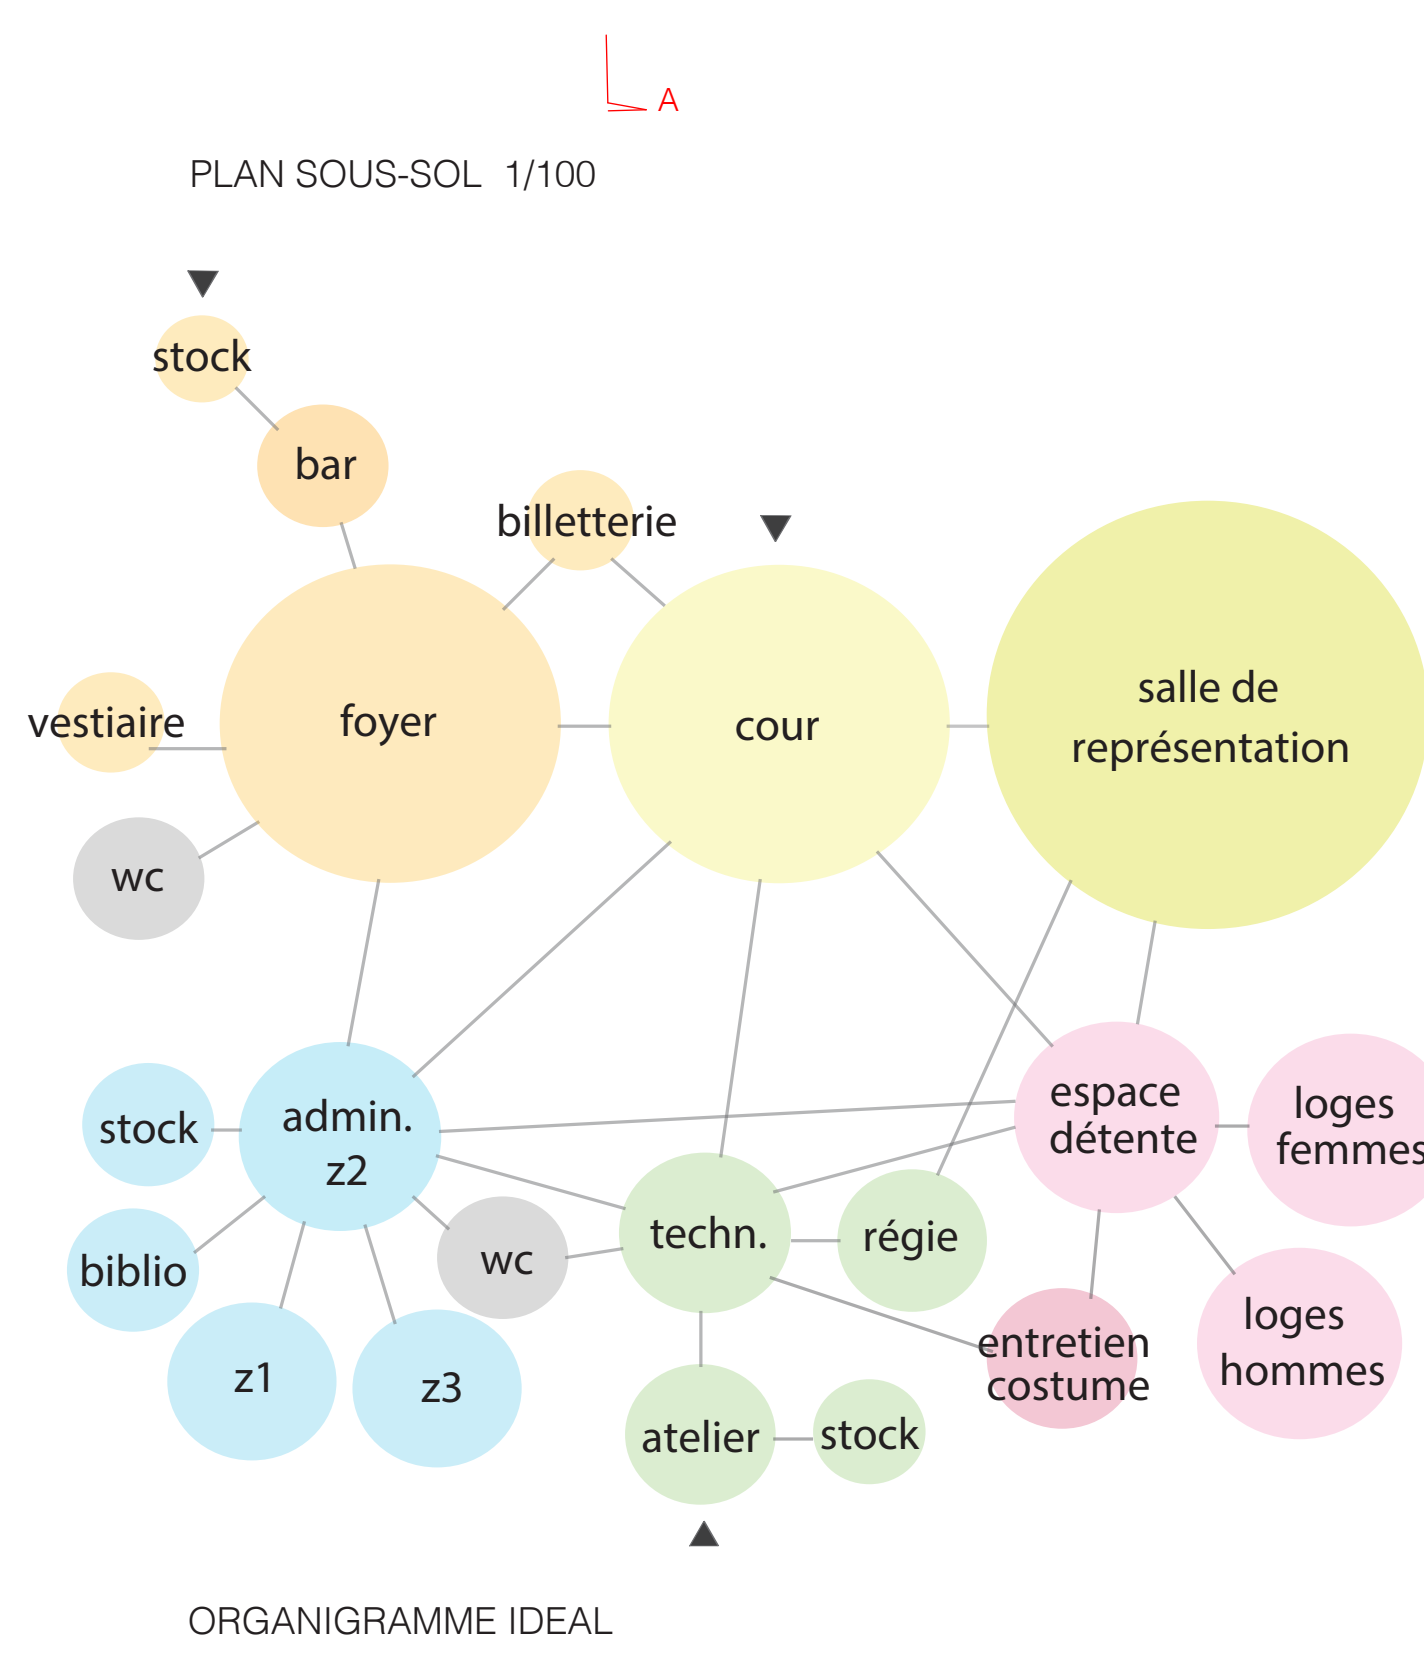 A
PLAN SOUS-SOL 1/100
stock
bar
billetterie
vestiaire
foyer
cour
salle de
représentation
wc
stock
admin.
z2
espace
détente
loges
femmes
biblio
wc
techn.
régie
z1
z3
entretien
costume
loges
hommes
atelier
stock
ORGANIGRAMME IDEAL